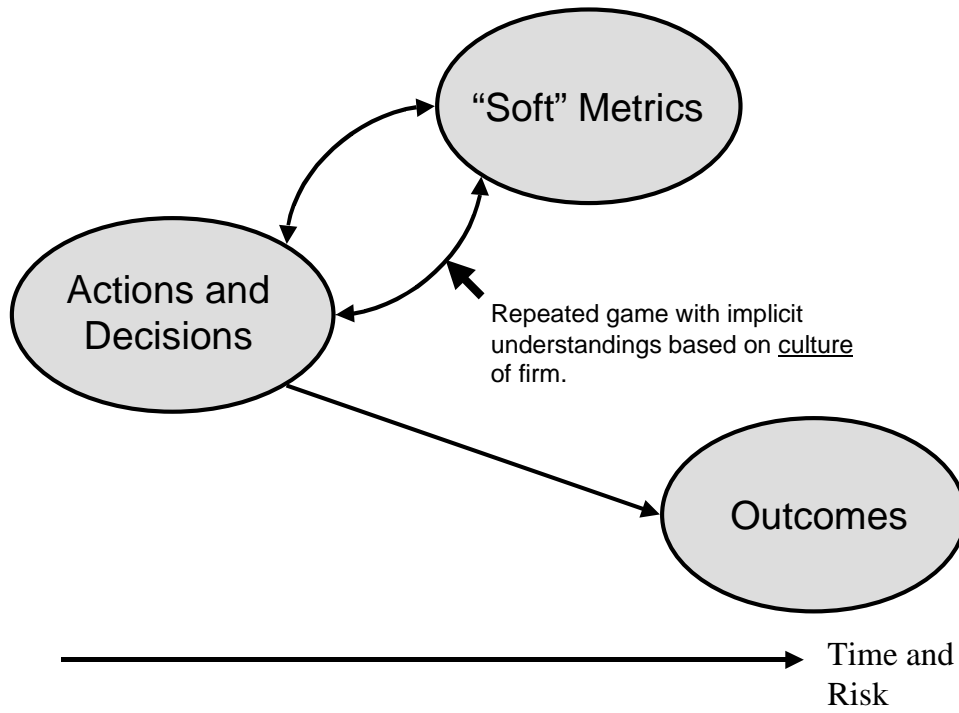 “Soft” Metrics
Actions and
Decisions
Repeated game with implicit
understandings based on culture
of firm.
Outcomes
Time and
Risk